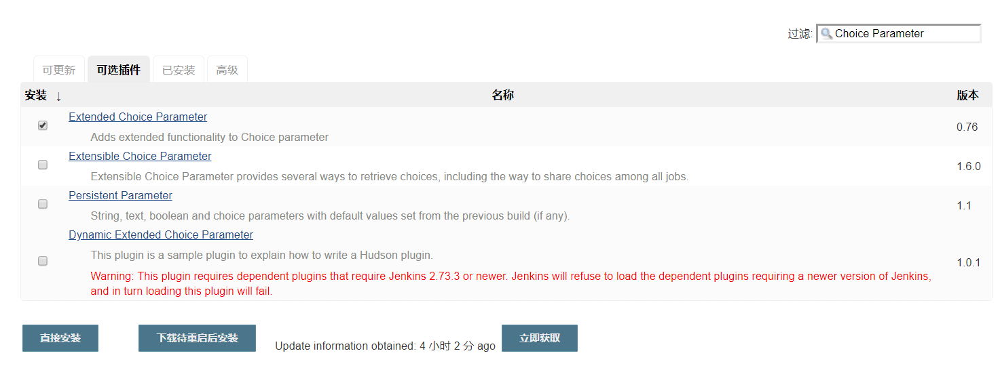 过滤: Choice Parameter
可更新 可选插件 已安装 高级
安装 ↓ 名称 版本
Extended Choice Parameter
Adds extended functionality to Choice parameter
0.76
Extensible Choice Parameter
Extensible Choice Parameter provides several ways to retrieve choices, including the way to share choices among all jobs.
1.6.0
Persistent Parameter
String, text, boolean and choice parameters with default values set from the previous build (if any).
1.1
Dynamic Extended Choice Parameter
This plugin is a sample plugin to explain how to write a Hudson plugin.
Warning: This plugin requires dependent plugins that require Jenkins 2.73.3 or newer. Jenkins will refuse to load the dependent plugins requiring a newer version of Jenkins,
and in turn loading this plugin will fail.
1.0.1
直接安装 下载待重启后安装 Update information obtained: 4 小时 2 分 ago 立即获取